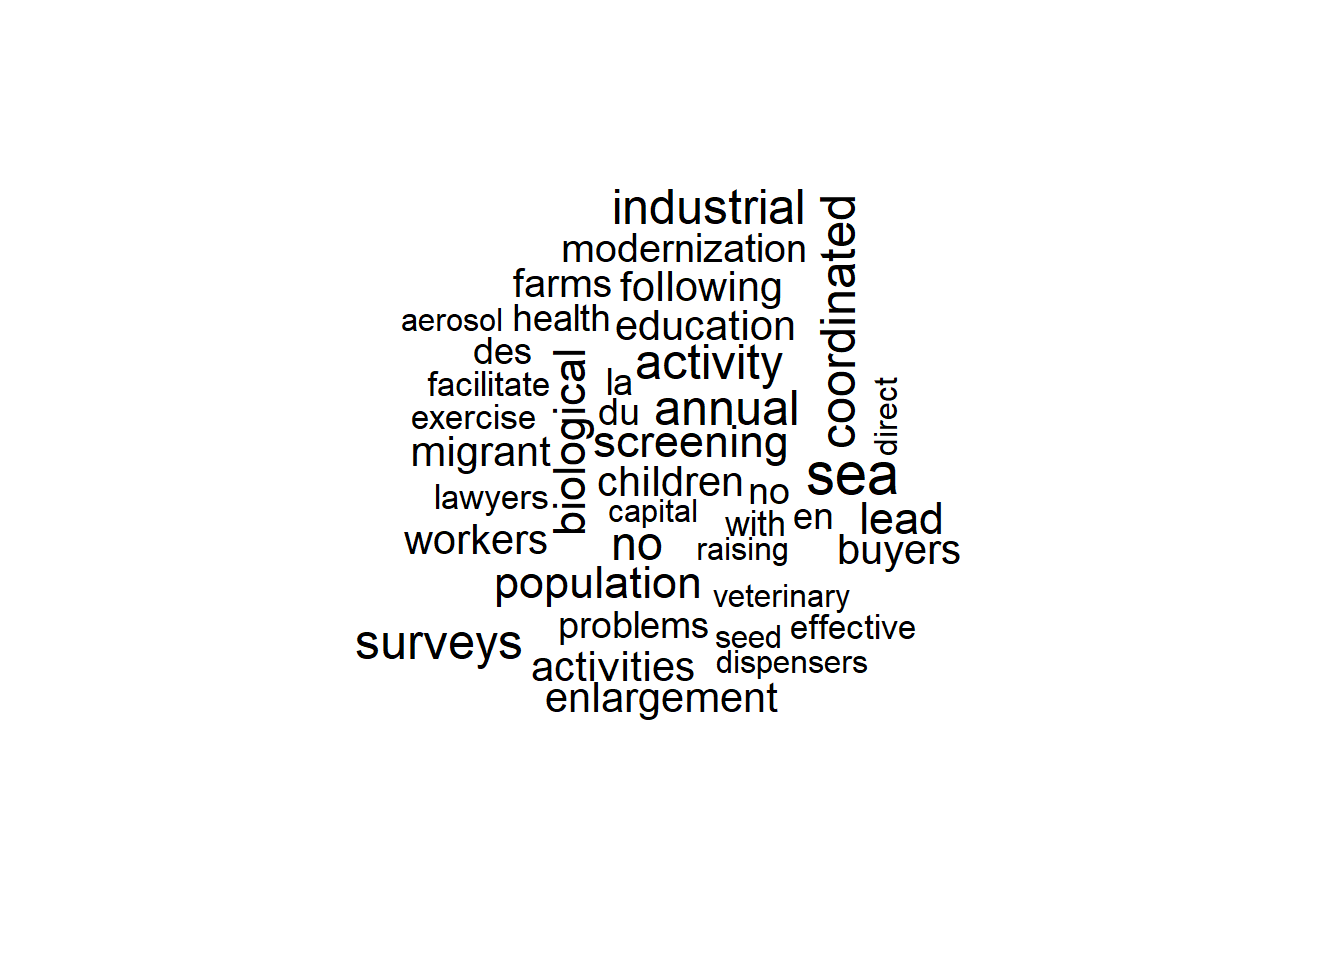 industrial
coordinated
modernization
farms following
aerosol health education
des activity
facilitate la direct
biological
exercise du annual
migrant screening
sea
children no
lawyers capital with en lead
workers no raising buyers
population veterinary
problems seed effective
surveys activities dispensers
enlargement